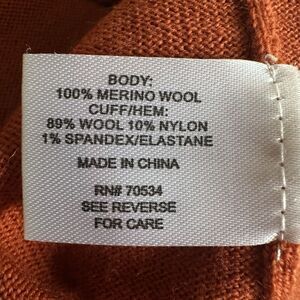 BODY:
100% MERINO WOOL
CUFF/HEM:
89% WOOL 10% NYLON
1% SPANDEX/ELASTANE
MADE IN CHINA
RN# 70534
SEE REVERSE
FOR CARE